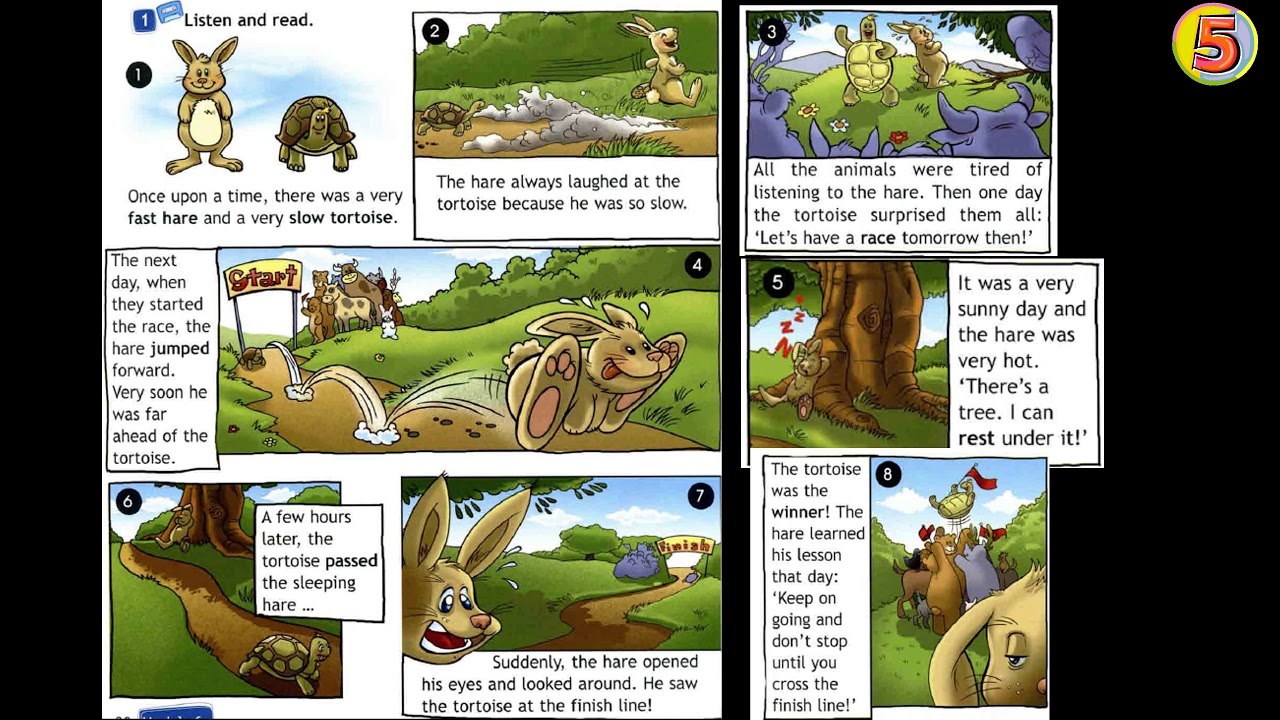 1 Listen and read.
1
Once upon a time, there was a very
fast hare and a very slow tortoise.
2
The hare always laughed at the
tortoise because he was so slow.
3
All the animals were tired of
listening to the hare. Then one day
the tortoise surprised them all:
‘Let’s have a race tomorrow then!’
5
The next
day, when
they started
the race, the
hare jumped
forward.
Very soon he
was far
ahead of the
tortoise.
Start
4
5
z
z
z
It was a very
sunny day and
the hare was
very hot.
‘There’s a
tree. I can
rest under it!’
6
A few hours
later, the
tortoise passed
the sleeping
hare ...
7
Finish
Suddenly, the hare opened
his eyes and looked around. He saw
the tortoise at the finish line!
The tortoise
was the
winner! The
hare learned
his lesson
that day:
‘Keep on
going and
don’t stop
until you
cross the
finish line!’
8